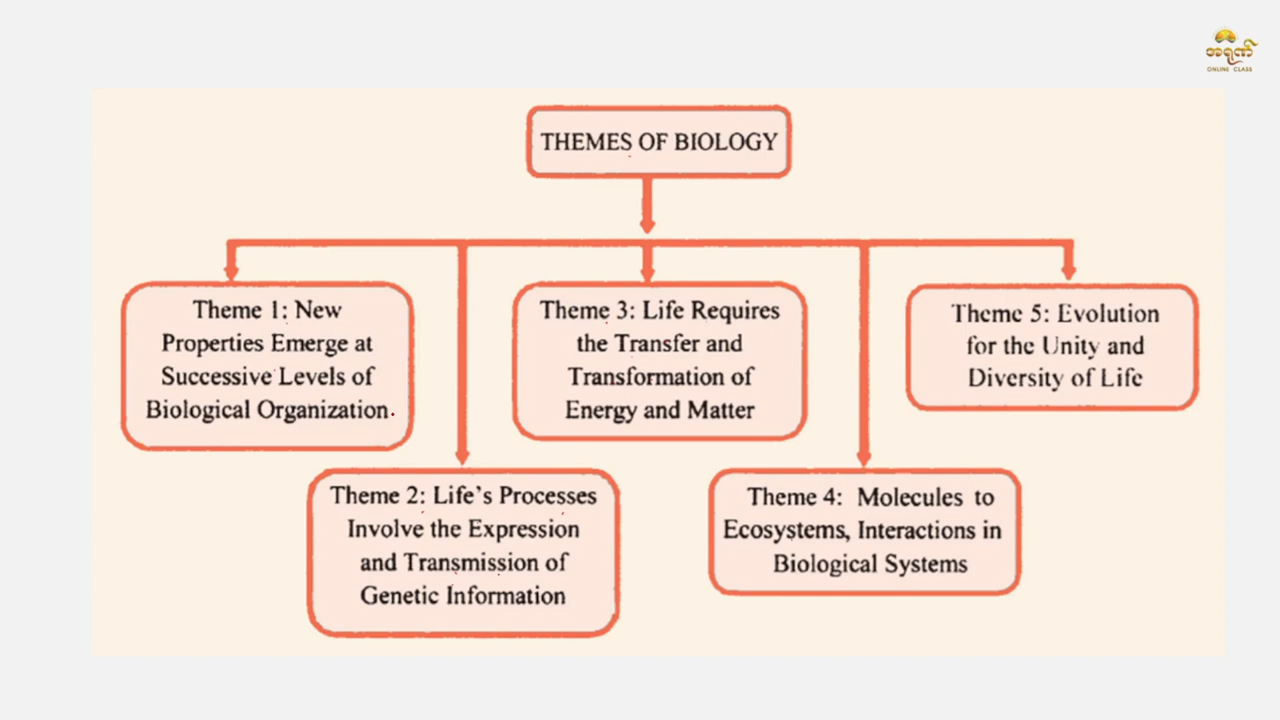 အရုဏ်
ONLINE CLASS
THEMES OF BIOLOGY
Theme 1: New
Properties Emerge at
Successive Levels of
Biological Organization.
Theme 2: Life's Processes
Involve the Expression
and Transmission of
Genetic Information
Theme 3: Life Requires
the Transfer and
Transformation of
Energy and Matter
Theme 4: Molecules to
Ecosystems, Interactions in
Biological Systems
Theme 5: Evolution
for the Unity and
Diversity of Life